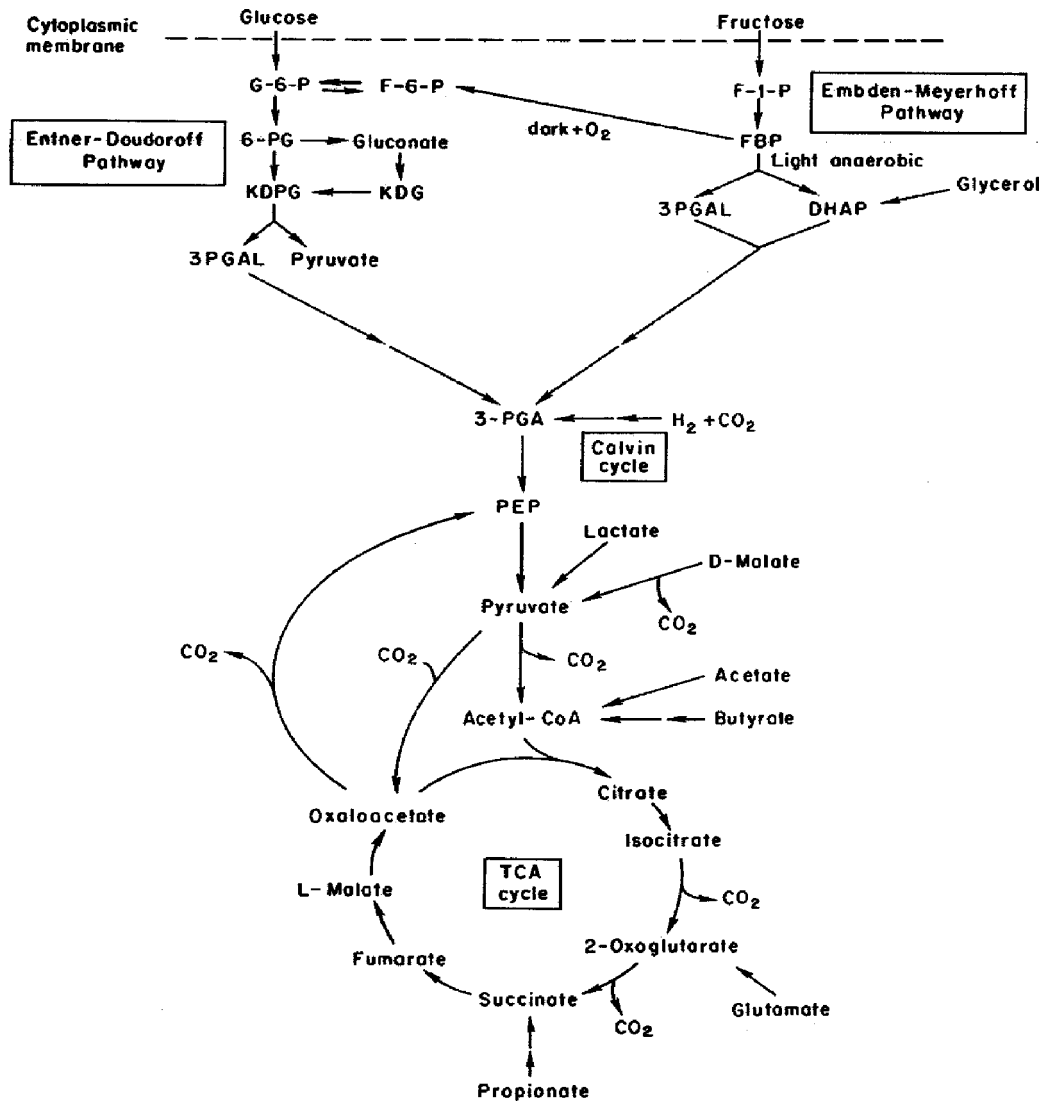 Cytoplasmic
membrane
Glucose
Fructose
G-6-P
F-6-P
F-1-P
Embden-Meyerhoff
Pathway
dark+O₂
Entner-Doudoroff
Pathway
6-PG
Gluconate
FBP
Light anaerobic
KDPG
KDG
Glycerol
3PGAL
DHAP
3PGAL
Pyruvate
3-PGA
H₂+CO₂
Calvin
cycle
PEP
Lactate
D-Malate
Pyruvate
CO₂
CO₂
CO₂
CO₂
Acetate
Acetyl-CoA
Butyrate
Citrate
Oxaloacetate
Isocitrate
TCA
cycle
L-Malate
CO₂
2-Oxoglutarate
Fumarate
Succinate
Glutamate
CO₂
Propionate